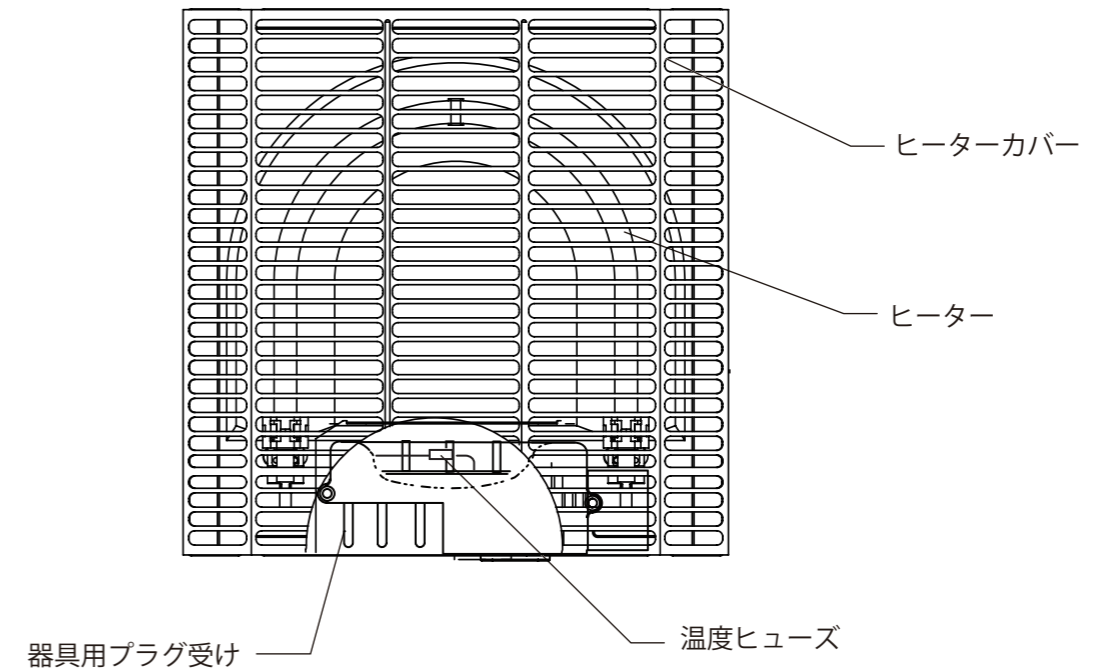 ヒーターカバー
ヒーター
温度ヒューズ
器具用プラグ受け